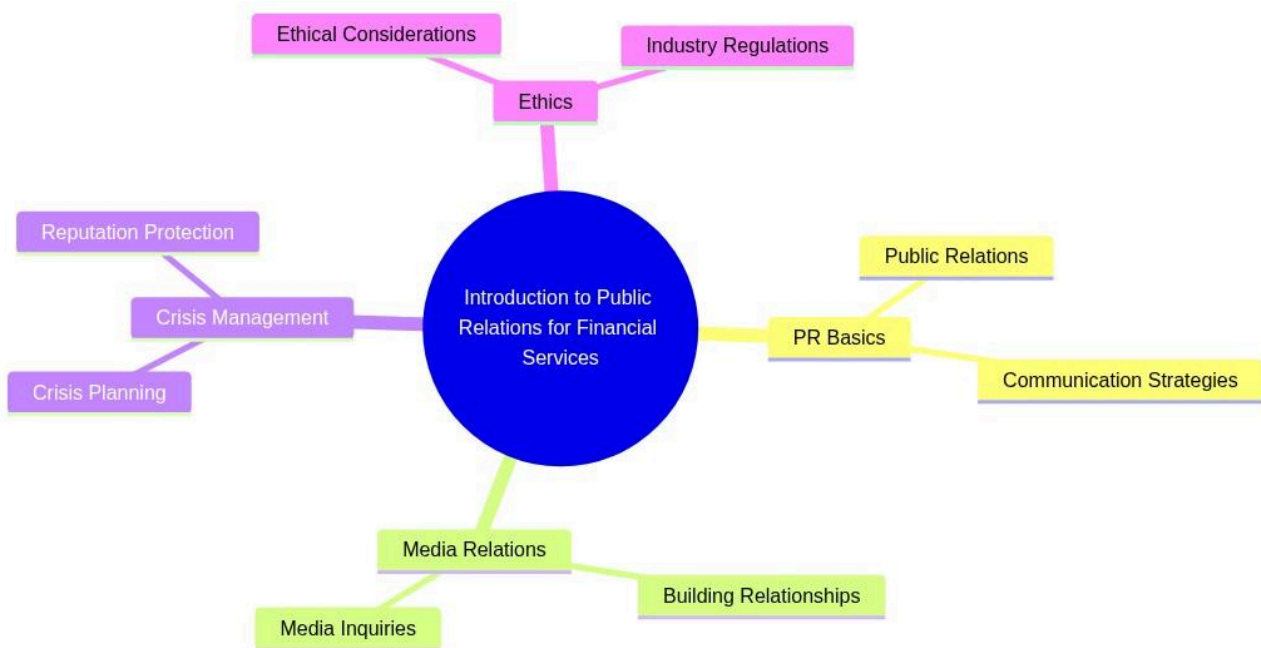 Ethical Considerations
Industry Regulations
Ethics
Reputation Protection
Crisis Management
Crisis Planning
Introduction to Public
Relations for Financial
Services
Public Relations
PR Basics
Communication Strategies
Media Relations
Building Relationships
Media Inquiries